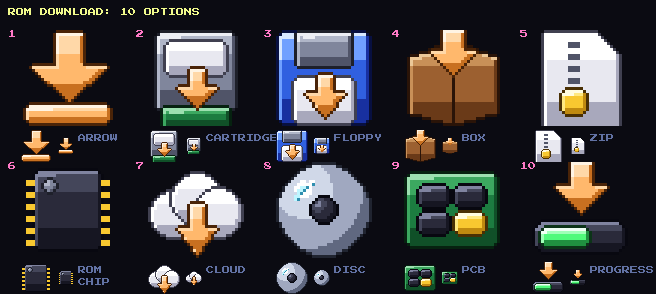 ROM DOWNLOAD: 10 OPTIONS
1
2
3
4
5
ARROW
CARTRIDGE
FLOPPY
BOX
ZIP
6
7
8
9
10
ROM
CHIP
CLOUD
DISC
PCB
PROGRESS